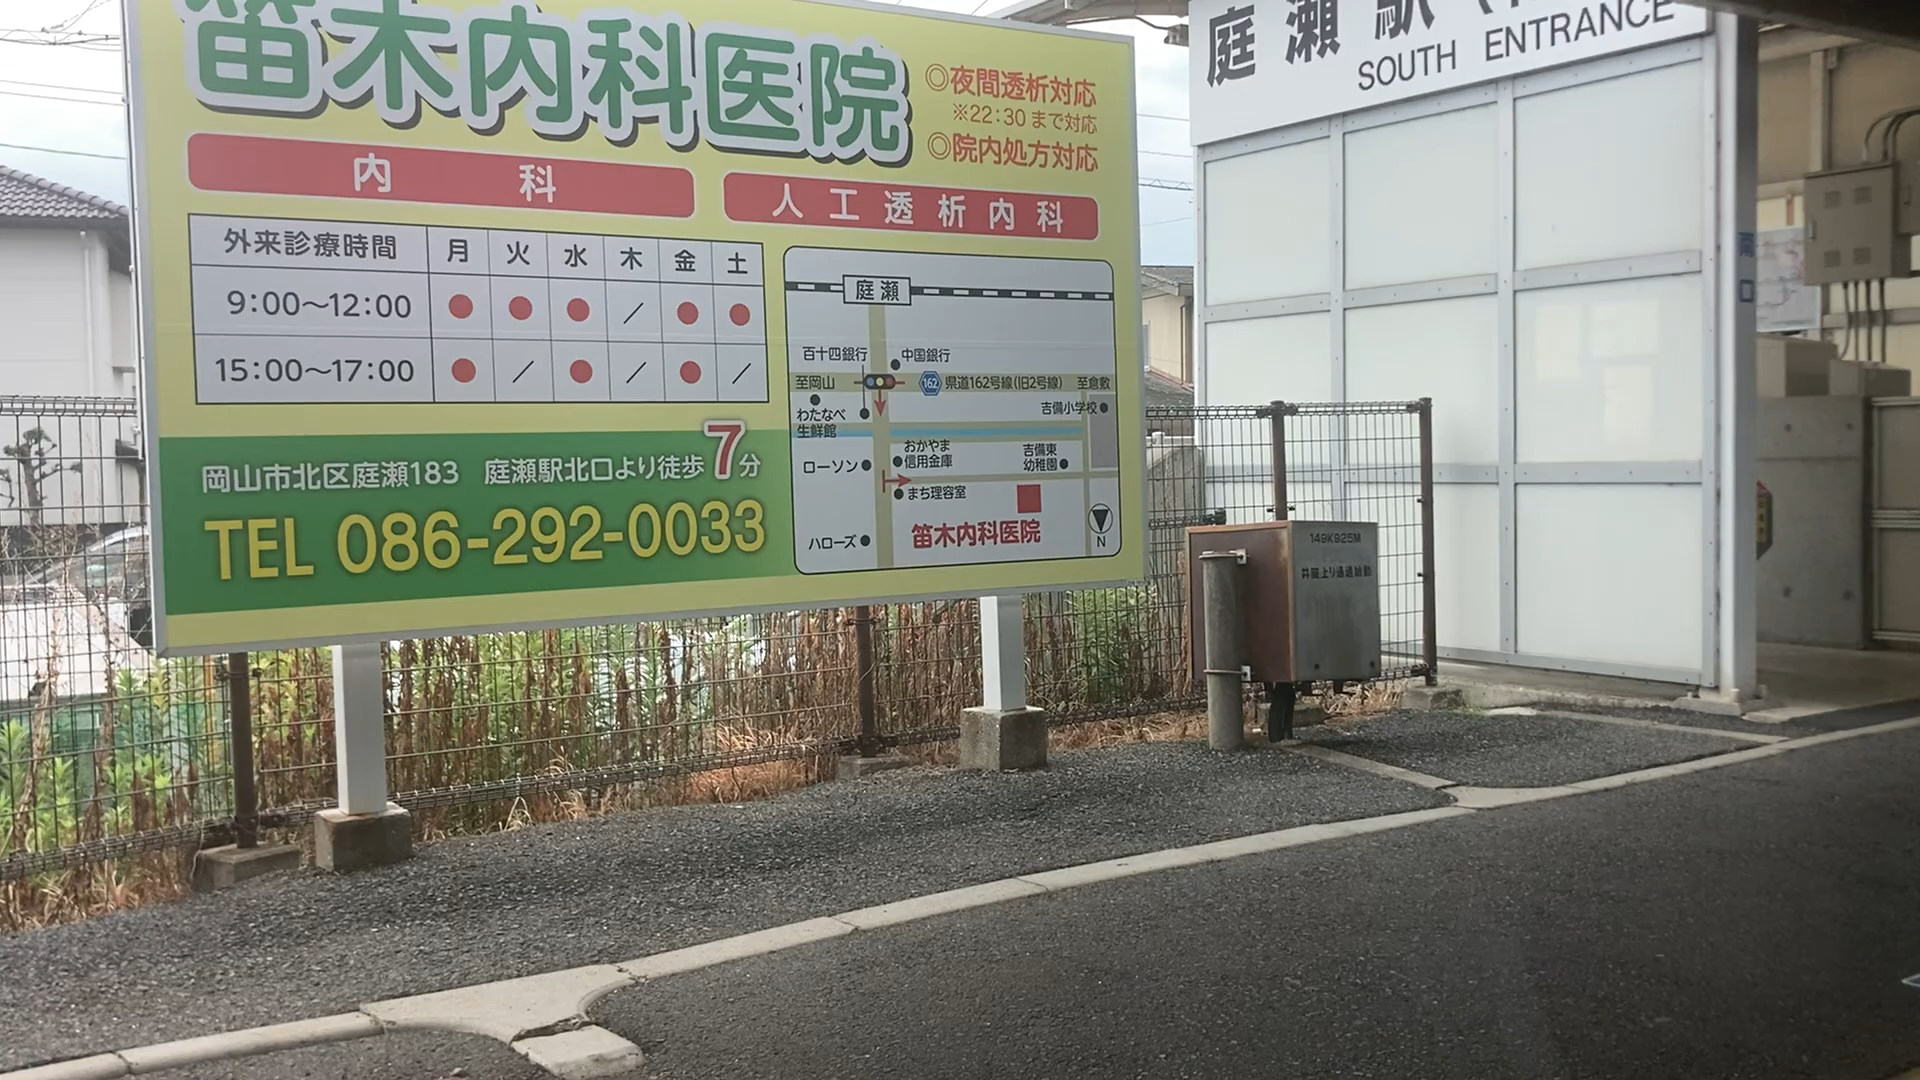 笛木内科医院
◎夜間透析対応
※22:30 まで対応
◎院内処方対応
内科
人工透析内科
外来診療時間 月 火 水 木 金 土
9:00～12:00 ● ● ● ／ ● ●
15:00～17:00 ● ／ ● ／ ● ／
岡山市北区庭瀬183 庭瀬駅北口より徒歩7分
TEL 086-292-0033
庭瀬
百十四銀行
中国銀行
至岡山
162
県道162号線(旧2号線)
至倉敷
わたなべ
生鮮館
吉備小学校
おかやま
信用金庫
吉備東
幼稚園
ローソン
まち理容室
笛木内科医院
ハローズ
N
庭瀬駅
SOUTH ENTRANCE
149K925M
南口